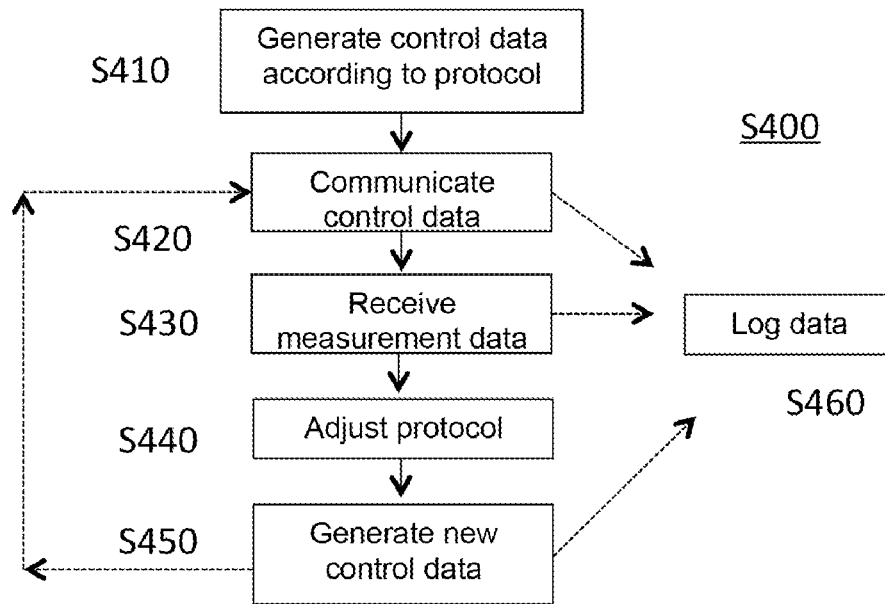 Generate control data
according to protocol
S410
S400
Communicate
control data
S420
Receive
measurement data
S430
Log data
S460
Adjust protocol
S440
Generate new
control data
S450